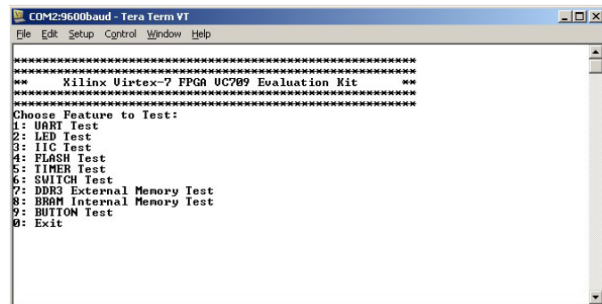 COM2:9600baud - Tera Term VT
File Edit Setup Control Window Help
**************************************************
**************************************************
** Xilinx Virtex-7 FPGA VC709 Evaluation Kit **
**************************************************
**************************************************
Choose Feature to Test:
1: UART Test
2: LED Test
3: IIC Test
4: FLASH Test
5: TIMER Test
6: SWITCH Test
7: DDR3 External Memory Test
8: BRAM Internal Memory Test
9: BUTTON Test
0: Exit